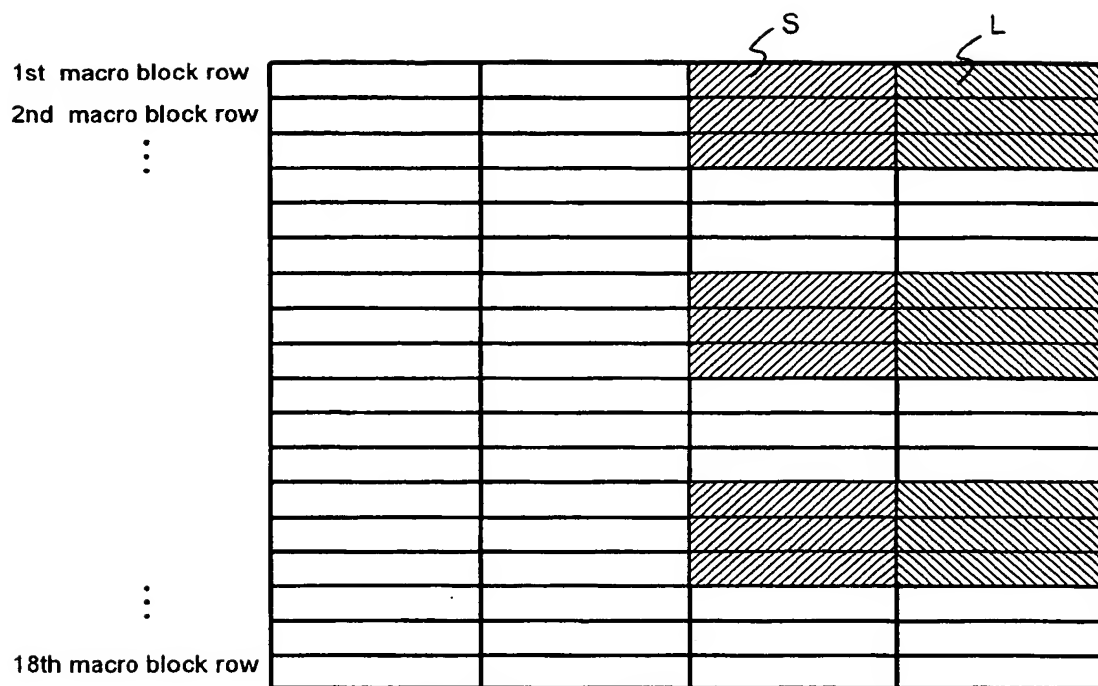 S
L
1st macro block row
2nd macro block row
⋮
⋮
18th macro block row